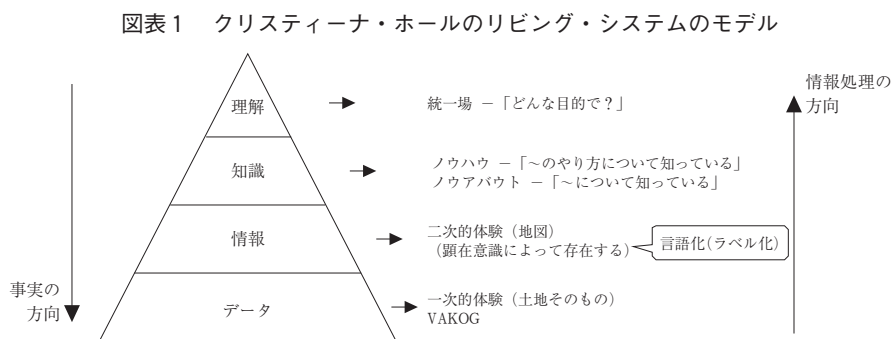 図表1 クリスティーナ・ホールのリビング・システムのモデル
情報処理の
方向
理解
統一場 －「どんな目的で？」
知識
ノウハウ －「～のやり方について知っている」
ノウアバウト －「～について知っている」
情報
二次的体験（地図）
（顕在意識によって存在する）
言語化（ラベル化）
事実の
方向
データ
一次的体験（土地そのもの）
VAKOG